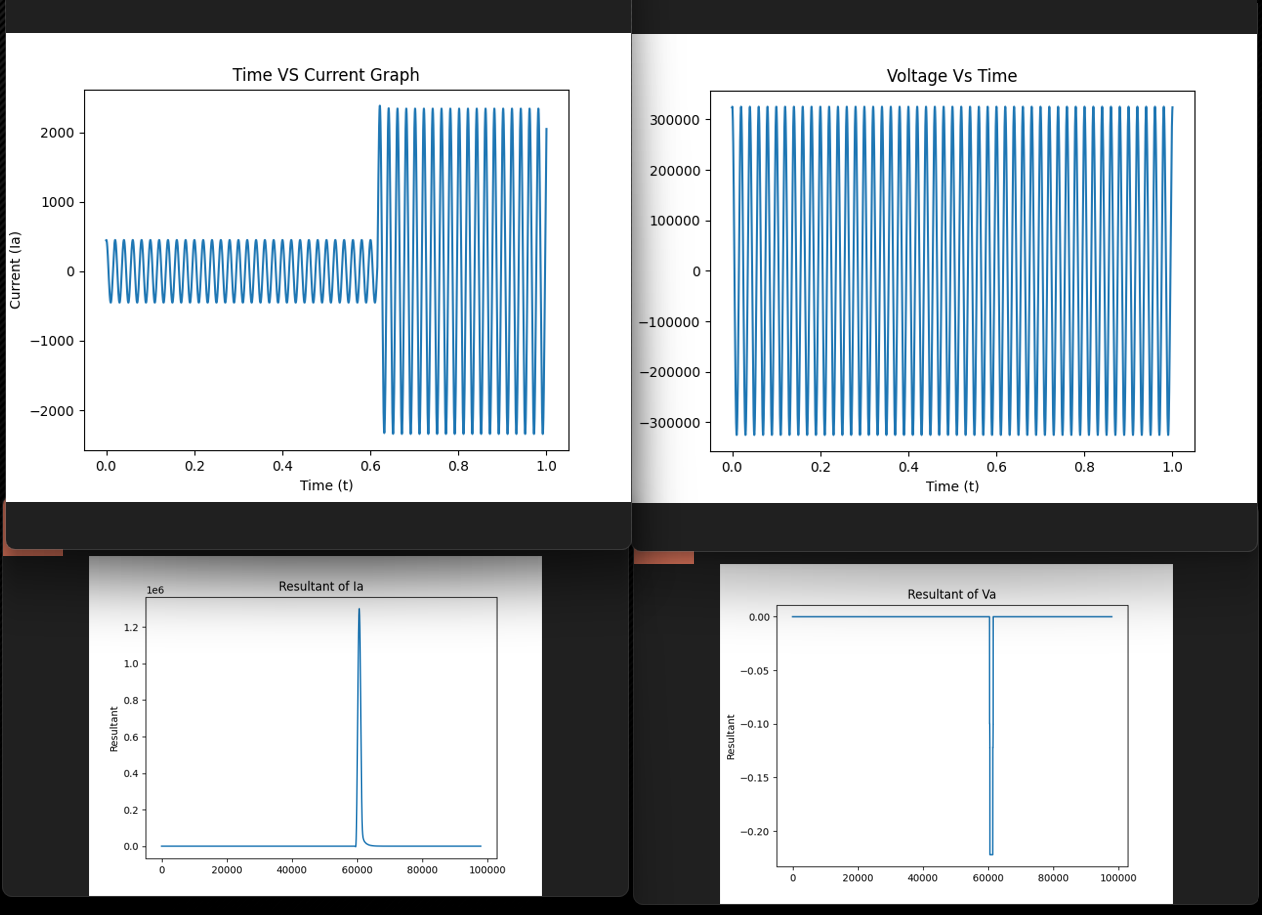 Time VS Current Graph
Current (Ia)
2000
1000
0
−1000
−2000
0.0 0.2 0.4 0.6 0.8 1.0
Time (t)
Voltage Vs Time
300000
200000
100000
0
−100000
−200000
−300000
0.0 0.2 0.4 0.6 0.8 1.0
Time (t)
Resultant of Ia
1e6
Resultant
1.2
1.0
0.8
0.6
0.4
0.2
0.0
0 20000 40000 60000 80000 100000
Resultant of Va
Resultant
0.00
−0.05
−0.10
−0.15
−0.20
0 20000 40000 60000 80000 100000